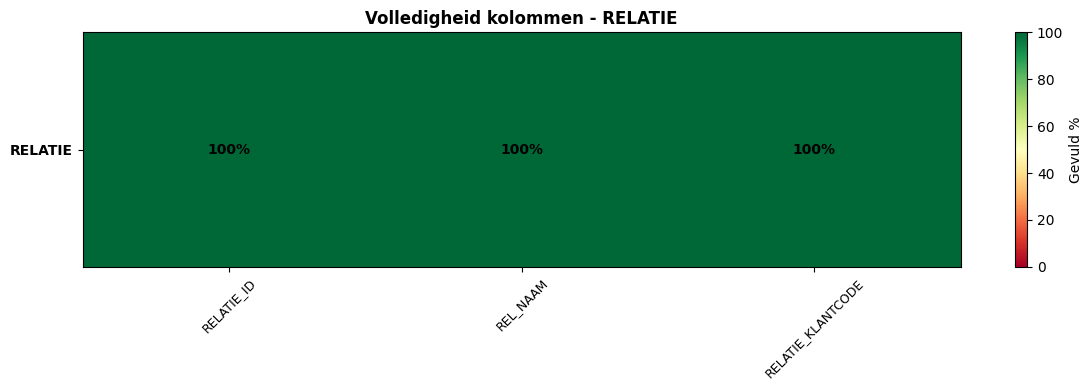 Volledigheid kolommen - RELATIE
RELATIE
100%
100%
100%
RELATIE_ID
REL_NAAM
RELATIE_KLANTCODE
100
80
60
40
20
0
Gevuld %